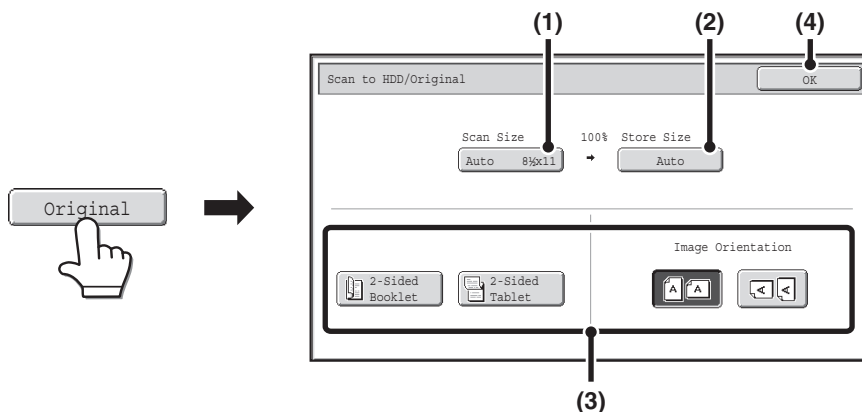 (1) (2) (4)
Scan to HDD/Original OK
Scan Size 100% Store Size
Auto 8½x11 Auto
Original
Image Orientation
2-Sided
Booklet
2-Sided
Tablet
A A A A
(3)